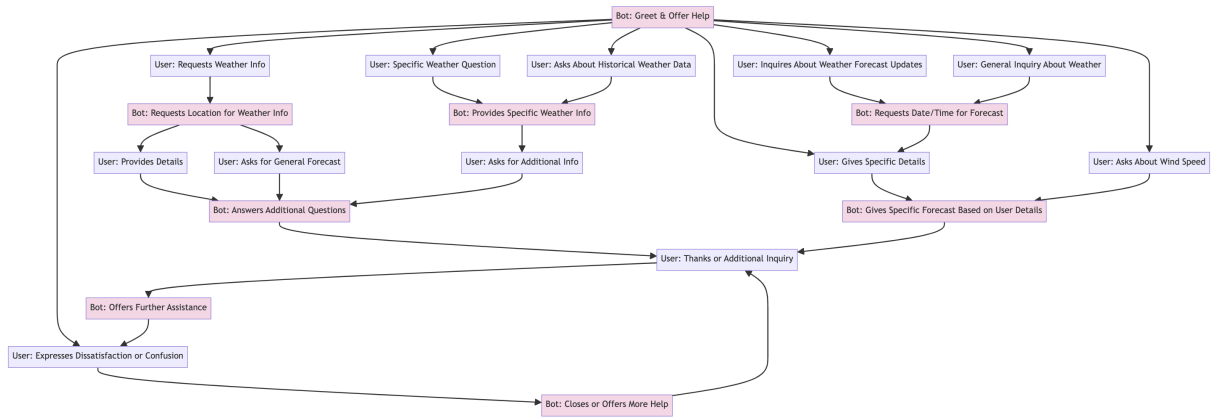 Bot: Greet & Offer Help
User: Requests Weather Info
User: Specific Weather Question
User: Asks About Historical Weather Data
User: Inquires About Weather Forecast Updates
User: General Inquiry About Weather
Bot: Requests Location for Weather Info
Bot: Provides Specific Weather Info
Bot: Requests Date/Time for Forecast
User: Provides Details
User: Asks for General Forecast
User: Asks for Additional Info
User: Gives Specific Details
User: Asks About Wind Speed
Bot: Answers Additional Questions
Bot: Gives Specific Forecast Based on User Details
User: Thanks or Additional Inquiry
Bot: Offers Further Assistance
User: Expresses Dissatisfaction or Confusion
Bot: Closes or Offers More Help